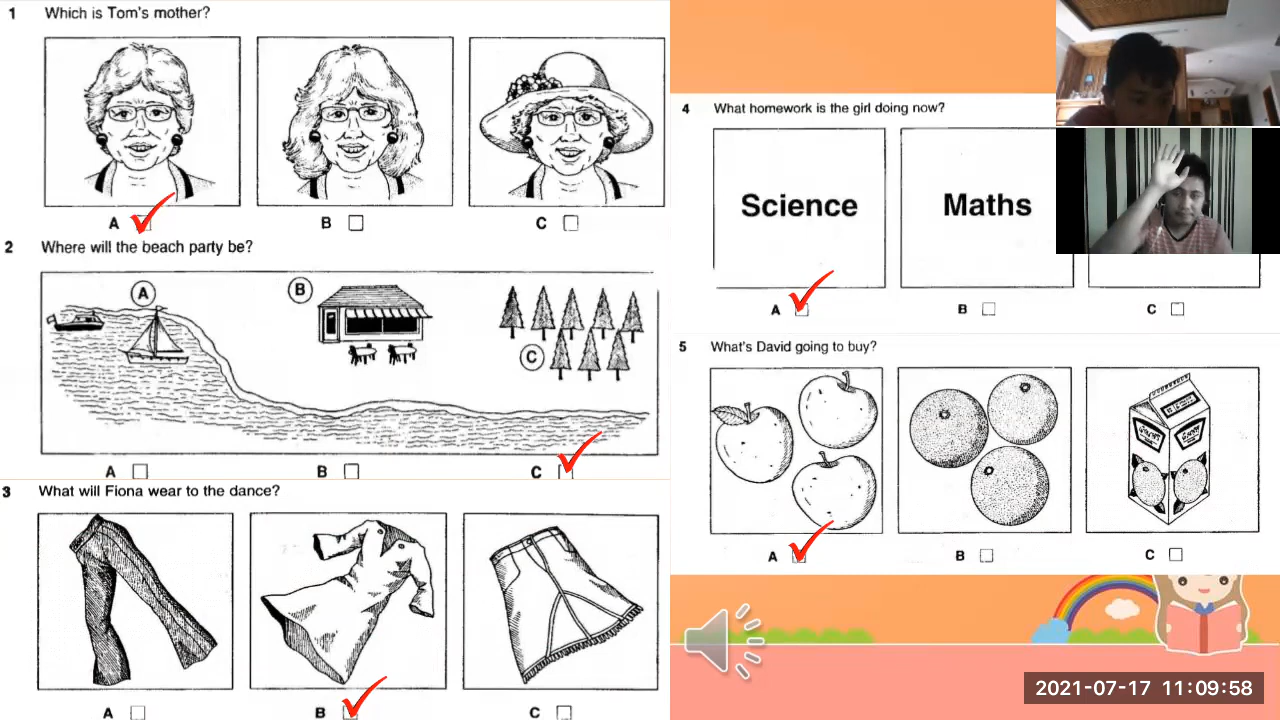 1 Which is Tom's mother?
A B C
2 Where will the beach party be?
A
B
C
A B C
3 What will Fiona wear to the dance?
A B C
4 What homework is the girl doing now?
Science Maths
A B C
5 What's David going to buy?
A B C
2021-07-17 11:09:58